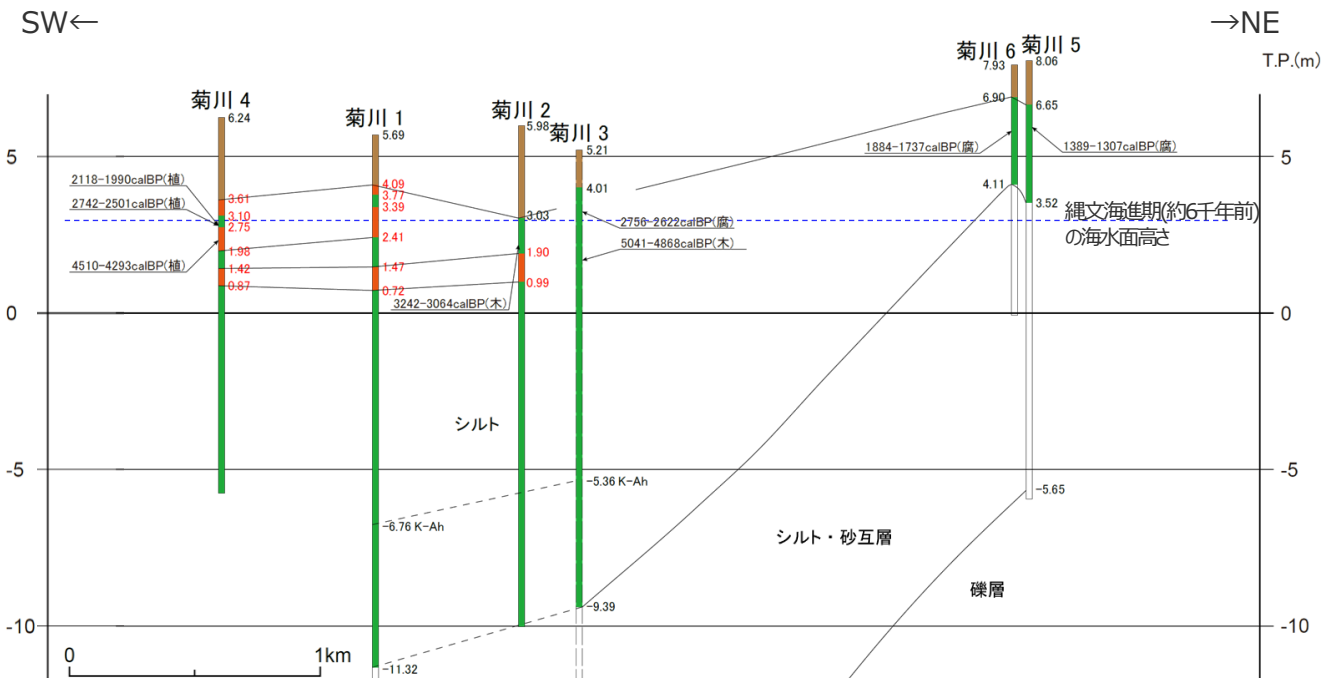 SW←
→NE
T.P.(m)
菊川 4
6.24
菊川 1
5.69
菊川 2
5.98
菊川 3
5.21
菊川 6
7.93
菊川 5
8.06
5
0
-5
-10
5
0
-5
-10
3.61
3.10
2.75
1.98
1.42
0.87
2118-1990calBP(植)
2742-2501calBP(植)
4510-4293calBP(植)
4.09
3.77
3.39
2.41
1.47
0.72
-6.76 K-Ah
-11.32
3.03
1.90
0.99
3242-3064calBP(木)
4.01
2756-2622calBP(腐)
5041-4868calBP(木)
-5.36 K-Ah
-9.39
6.90
4.11
1884-1737calBP(腐)
6.65
3.52
1389-1307calBP(腐)
-5.65
縄文海進期(約6千年前)
の海水面高さ
シルト
シルト・砂互層
礫層
0
1km